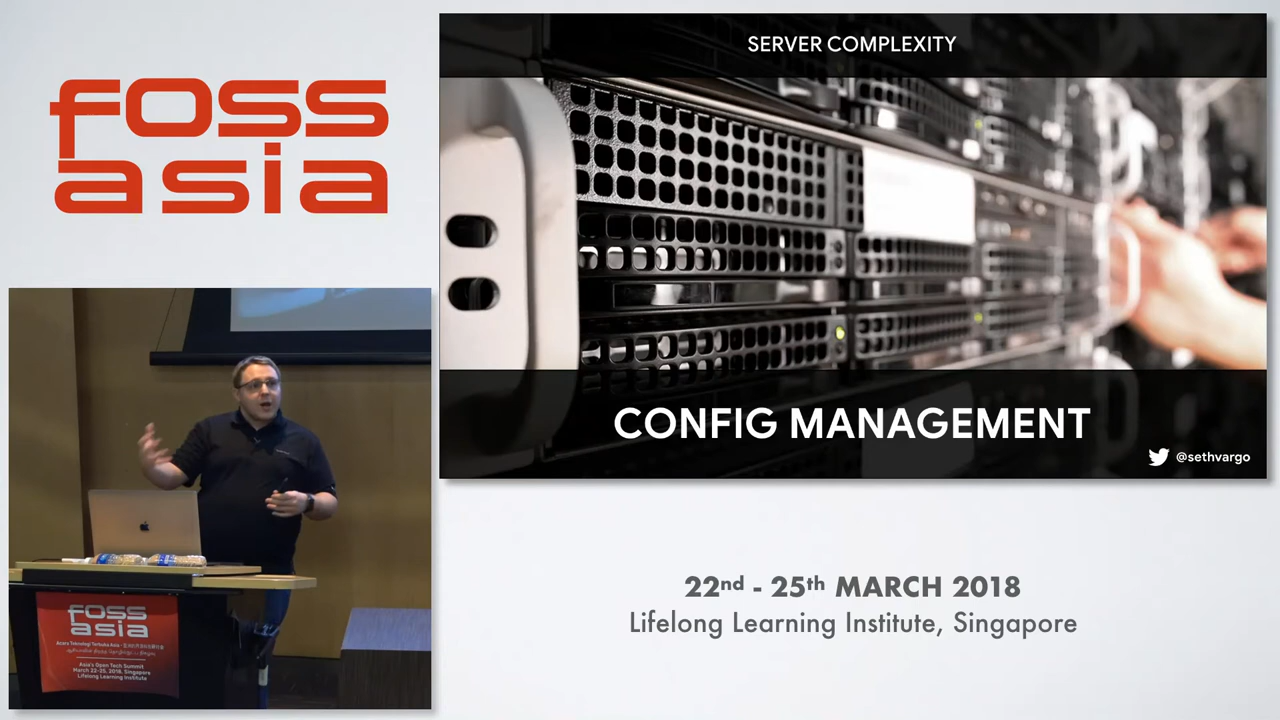 foss
asia
SERVER COMPLEXITY
CONFIG MANAGEMENT
@sethvargo
22nd - 25th MARCH 2018
Lifelong Learning Institute, Singapore
foss
asia
Asia's Open Tech Summit
March 22-25, 2018, Singapore
Lifelong Learning Institute